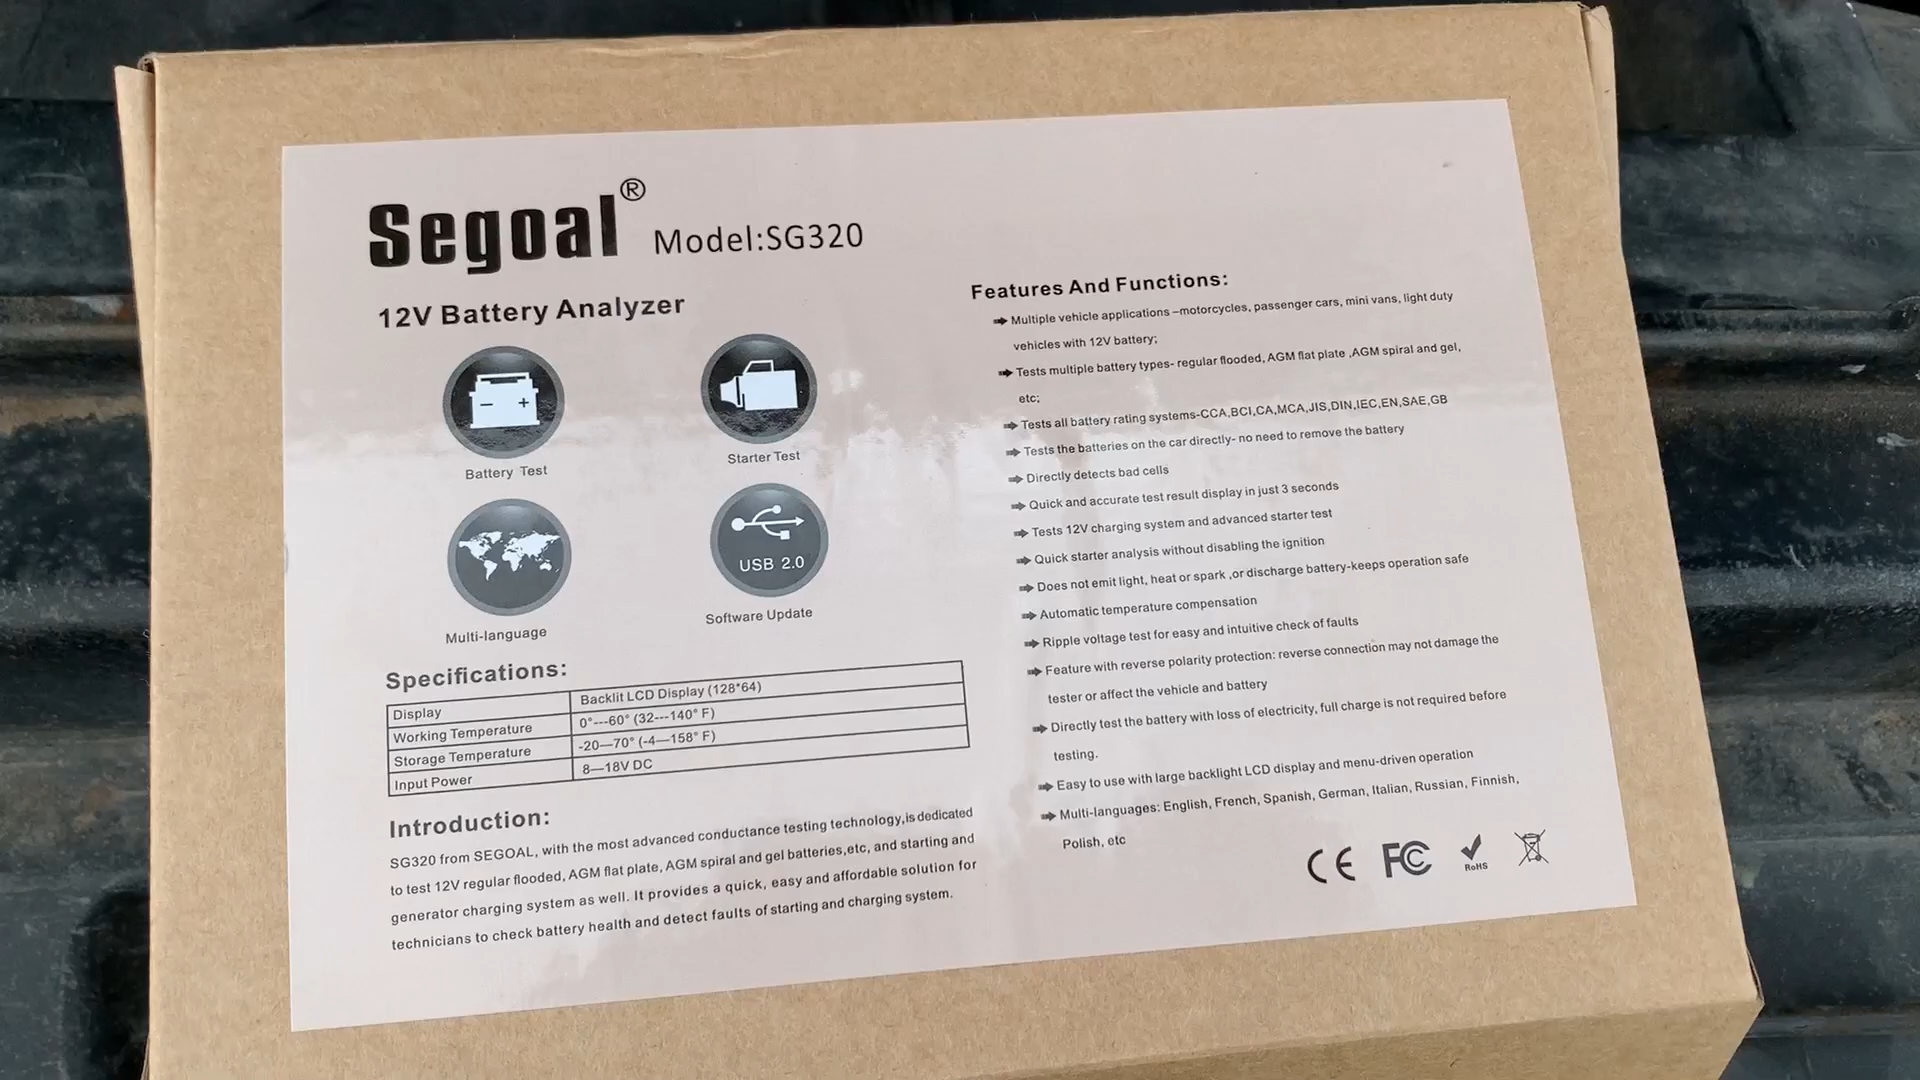 Segoal® Model:SG320
12V Battery Analyzer
Battery Test
Starter Test
Multi-language
USB 2.0
Software Update
Specifications:
Display Backlit LCD Display (128*64)
Working Temperature 0°---60° (32---140° F)
Storage Temperature -20—70° (-4—158° F)
Input Power 8—18V DC
Introduction:
SG320 from SEGOAL, with the most advanced conductance testing technology,is dedicated
to test 12V regular flooded, AGM flat plate, AGM spiral and gel batteries,etc, and starting and
generator charging system as well. It provides a quick, easy and affordable solution for
technicians to check battery health and detect faults of starting and charging system.
Features And Functions:
Multiple vehicle applications –motorcycles, passenger cars, mini vans, light duty
vehicles with 12V battery;
Tests multiple battery types- regular flooded, AGM flat plate ,AGM spiral and gel,
etc;
Tests all battery rating systems-CCA,BCI,CA,MCA,JIS,DIN,IEC,EN,SAE,GB
Tests the batteries on the car directly- no need to remove the battery
Directly detects bad cells
Quick and accurate test result display in just 3 seconds
Tests 12V charging system and advanced starter test
Quick starter analysis without disabling the ignition
Does not emit light, heat or spark ,or discharge battery-keeps operation safe
Automatic temperature compensation
Ripple voltage test for easy and intuitive check of faults
Feature with reverse polarity protection: reverse connection may not damage the
tester or affect the vehicle and battery
Directly test the battery with loss of electricity, full charge is not required before
testing.
Easy to use with large backlight LCD display and menu-driven operation
Multi-languages: English, French, Spanish, German, Italian, Russian, Finnish,
Polish, etc
CE FC RoHS